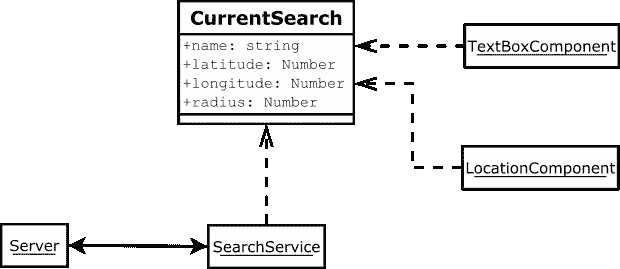 CurrentSearch
+name: string
+latitude: Number
+longitude: Number
+radius: Number
TextBoxComponent
LocationComponent
Server
SearchService